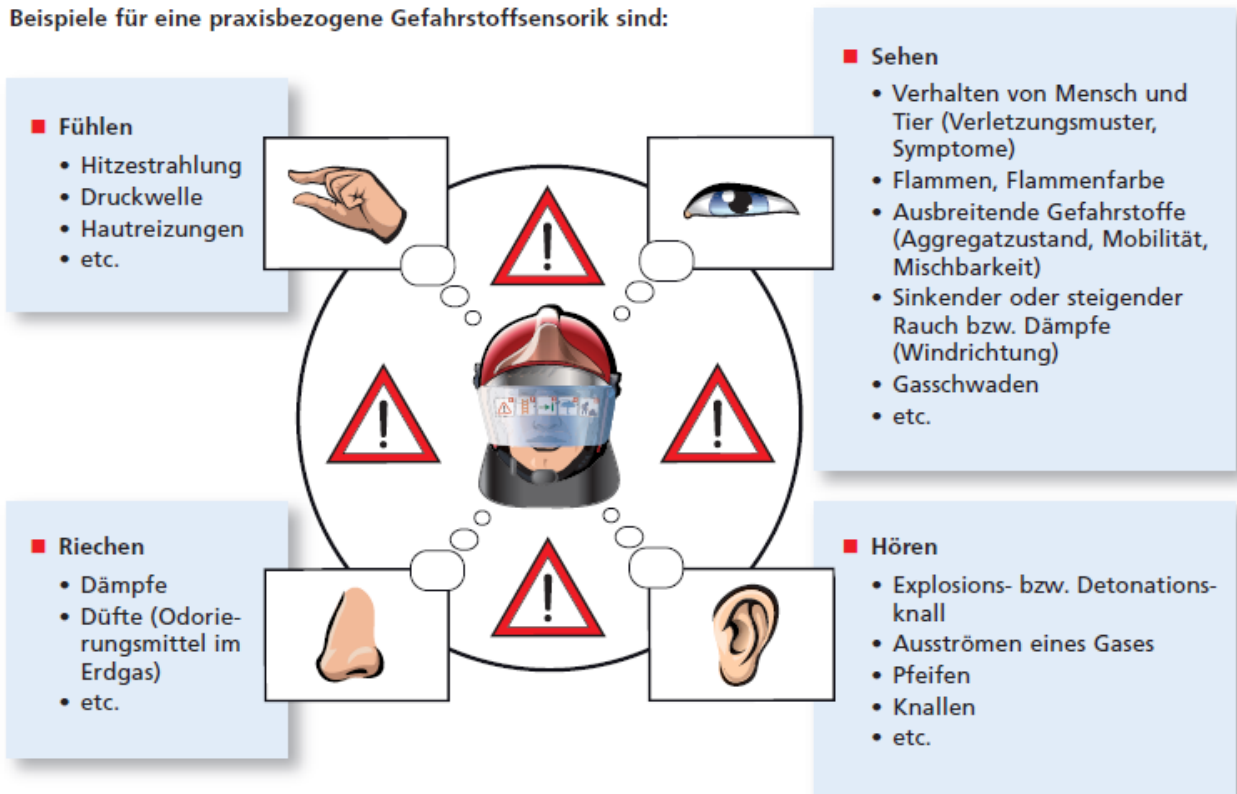 Beispiele für eine praxisbezogene Gefahrstoffsensorik sind:
■ Fühlen
• Hitzestrahlung
• Druckwelle
• Hautreizungen
• etc.
■ Sehen
• Verhalten von Mensch und
Tier (Verletzungsmuster,
Symptome)
• Flammen, Flammenfarbe
• Ausbreitende Gefahrstoffe
(Aggregatzustand, Mobilität,
Mischbarkeit)
• Sinkender oder steigender
Rauch bzw. Dämpfe
(Windrichtung)
• Gasschwaden
• etc.
■ Riechen
• Dämpfe
• Düfte (Odorie-
rungsmittel im
Erdgas)
• etc.
■ Hören
• Explosions- bzw. Detonations-
knall
• Ausströmen eines Gases
• Pfeifen
• Knallen
• etc.